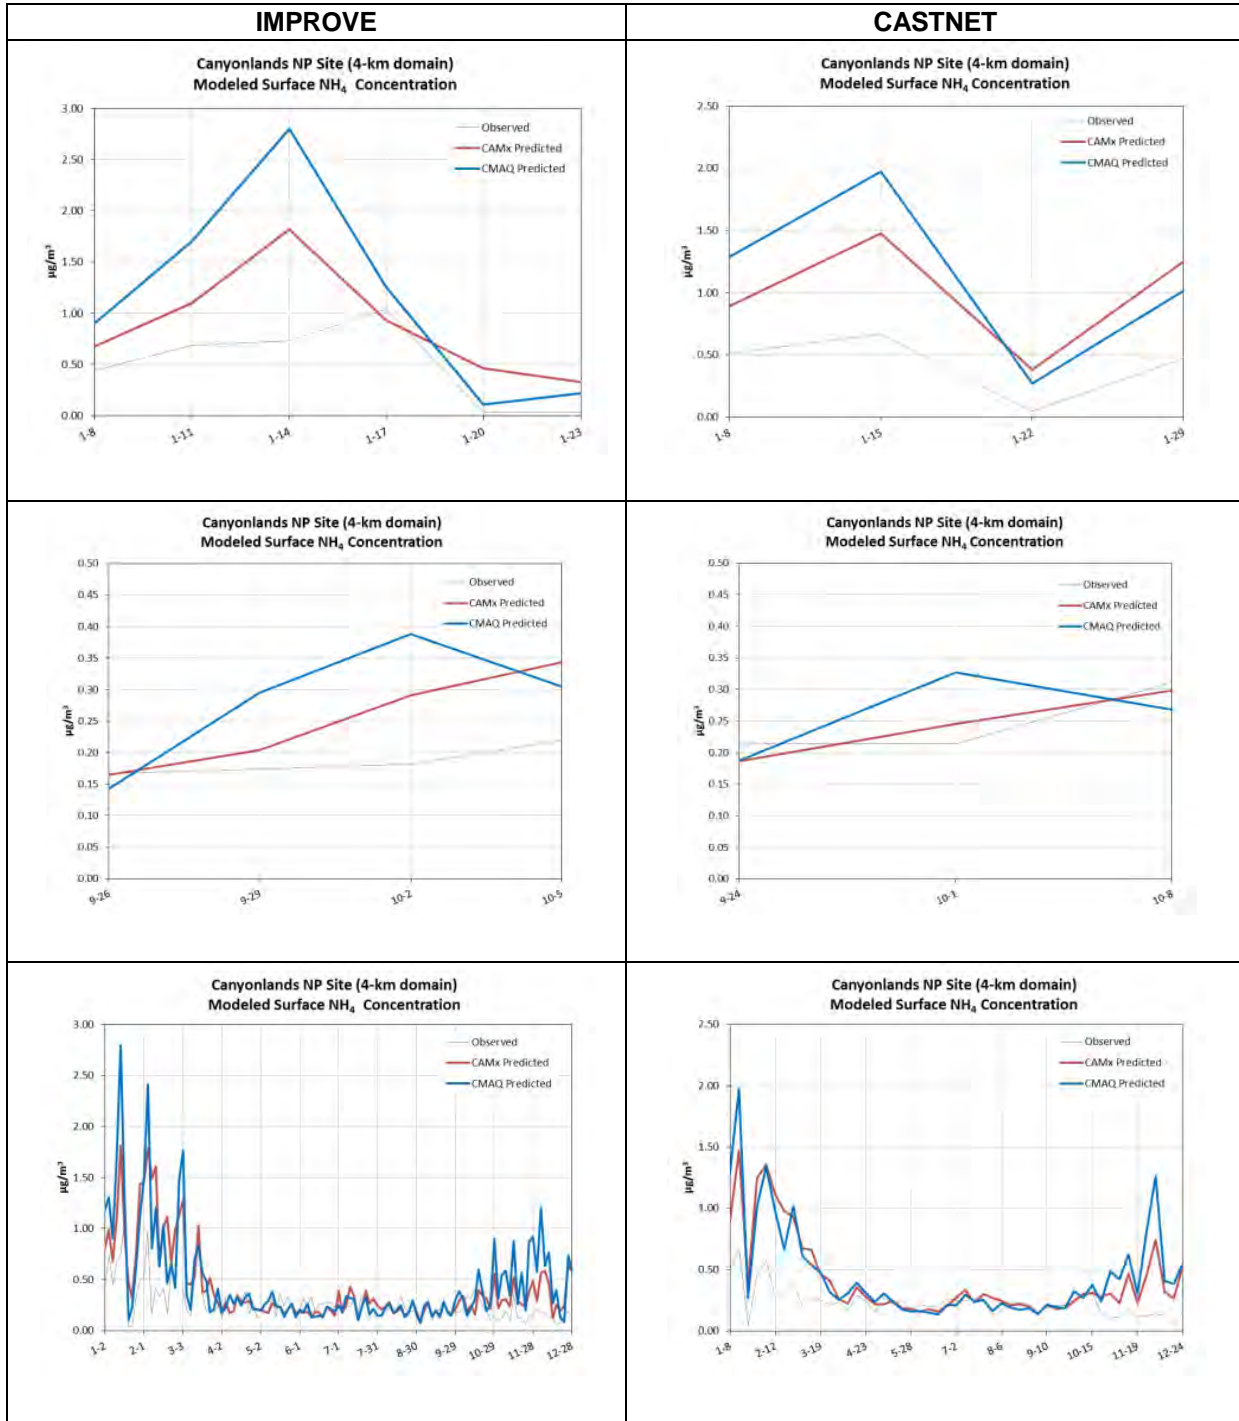 IMPROVE
CASTNET
Canyonlands NP Site (4-km domain)
Modeled Surface NH₄ Concentration
3.00
2.50
2.00
1.50
1.00
0.50
0.00
µg/m³
Observed
CAMx Predicted
CMAQ Predicted
1-8
1-11
1-14
1-17
1-20
1-23
Canyonlands NP Site (4-km domain)
Modeled Surface NH₄ Concentration
2.50
2.00
1.50
1.00
0.50
0.00
µg/m³
Observed
CAMx Predicted
CMAQ Predicted
1-8
1-15
1-22
1-29
Canyonlands NP Site (4-km domain)
Modeled Surface NH₄ Concentration
0.50
0.45
0.40
0.35
0.30
0.25
0.20
0.15
0.10
0.05
0.00
µg/m³
Observed
CAMx Predicted
CMAQ Predicted
9-26
9-29
10-2
10-5
Canyonlands NP Site (4-km domain)
Modeled Surface NH₄ Concentration
0.50
0.45
0.40
0.35
0.30
0.25
0.20
0.15
0.10
0.05
0.00
µg/m³
Observed
CAMx Predicted
CMAQ Predicted
9-24
10-1
10-8
Canyonlands NP Site (4-km domain)
Modeled Surface NH₄ Concentration
3.00
2.50
2.00
1.50
1.00
0.50
0.00
µg/m³
Observed
CAMx Predicted
CMAQ Predicted
1-2
2-1
3-3
4-2
5-2
6-1
7-1
7-31
8-30
9-29
10-29
11-28
12-28
Canyonlands NP Site (4-km domain)
Modeled Surface NH₄ Concentration
2.50
2.00
1.50
1.00
0.50
0.00
µg/m³
Observed
CAMx Predicted
CMAQ Predicted
1-8
2-12
3-19
4-23
5-28
7-2
8-6
9-10
10-15
11-19
12-24